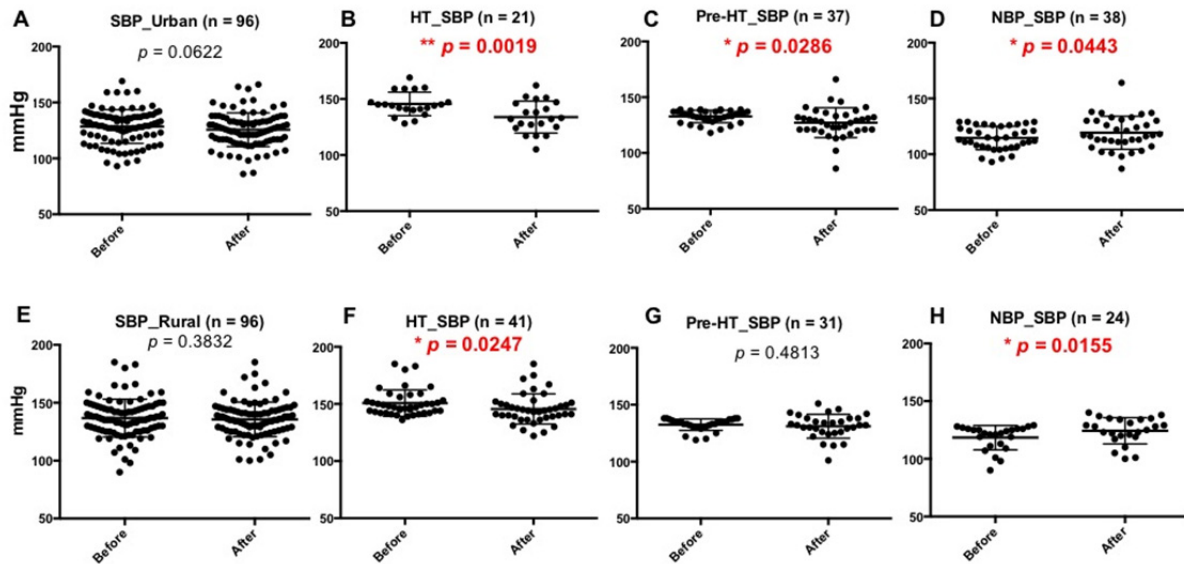 A
SBP_Urban (n = 96)
p = 0.0622
mmHg
200
150
100
50
Before
After
B
HT_SBP (n = 21)
** p = 0.0019
200
150
100
50
Before
After
C
Pre-HT_SBP (n = 37)
* p = 0.0286
200
150
100
50
Before
After
D
NBP_SBP (n = 38)
* p = 0.0443
200
150
100
50
Before
After
E
SBP_Rural (n = 96)
p = 0.3832
mmHg
200
150
100
50
Before
After
F
HT_SBP (n = 41)
* p = 0.0247
200
150
100
50
Before
After
G
Pre-HT_SBP (n = 31)
p = 0.4813
200
150
100
50
Before
After
H
NBP_SBP (n = 24)
* p = 0.0155
200
150
100
50
Before
After